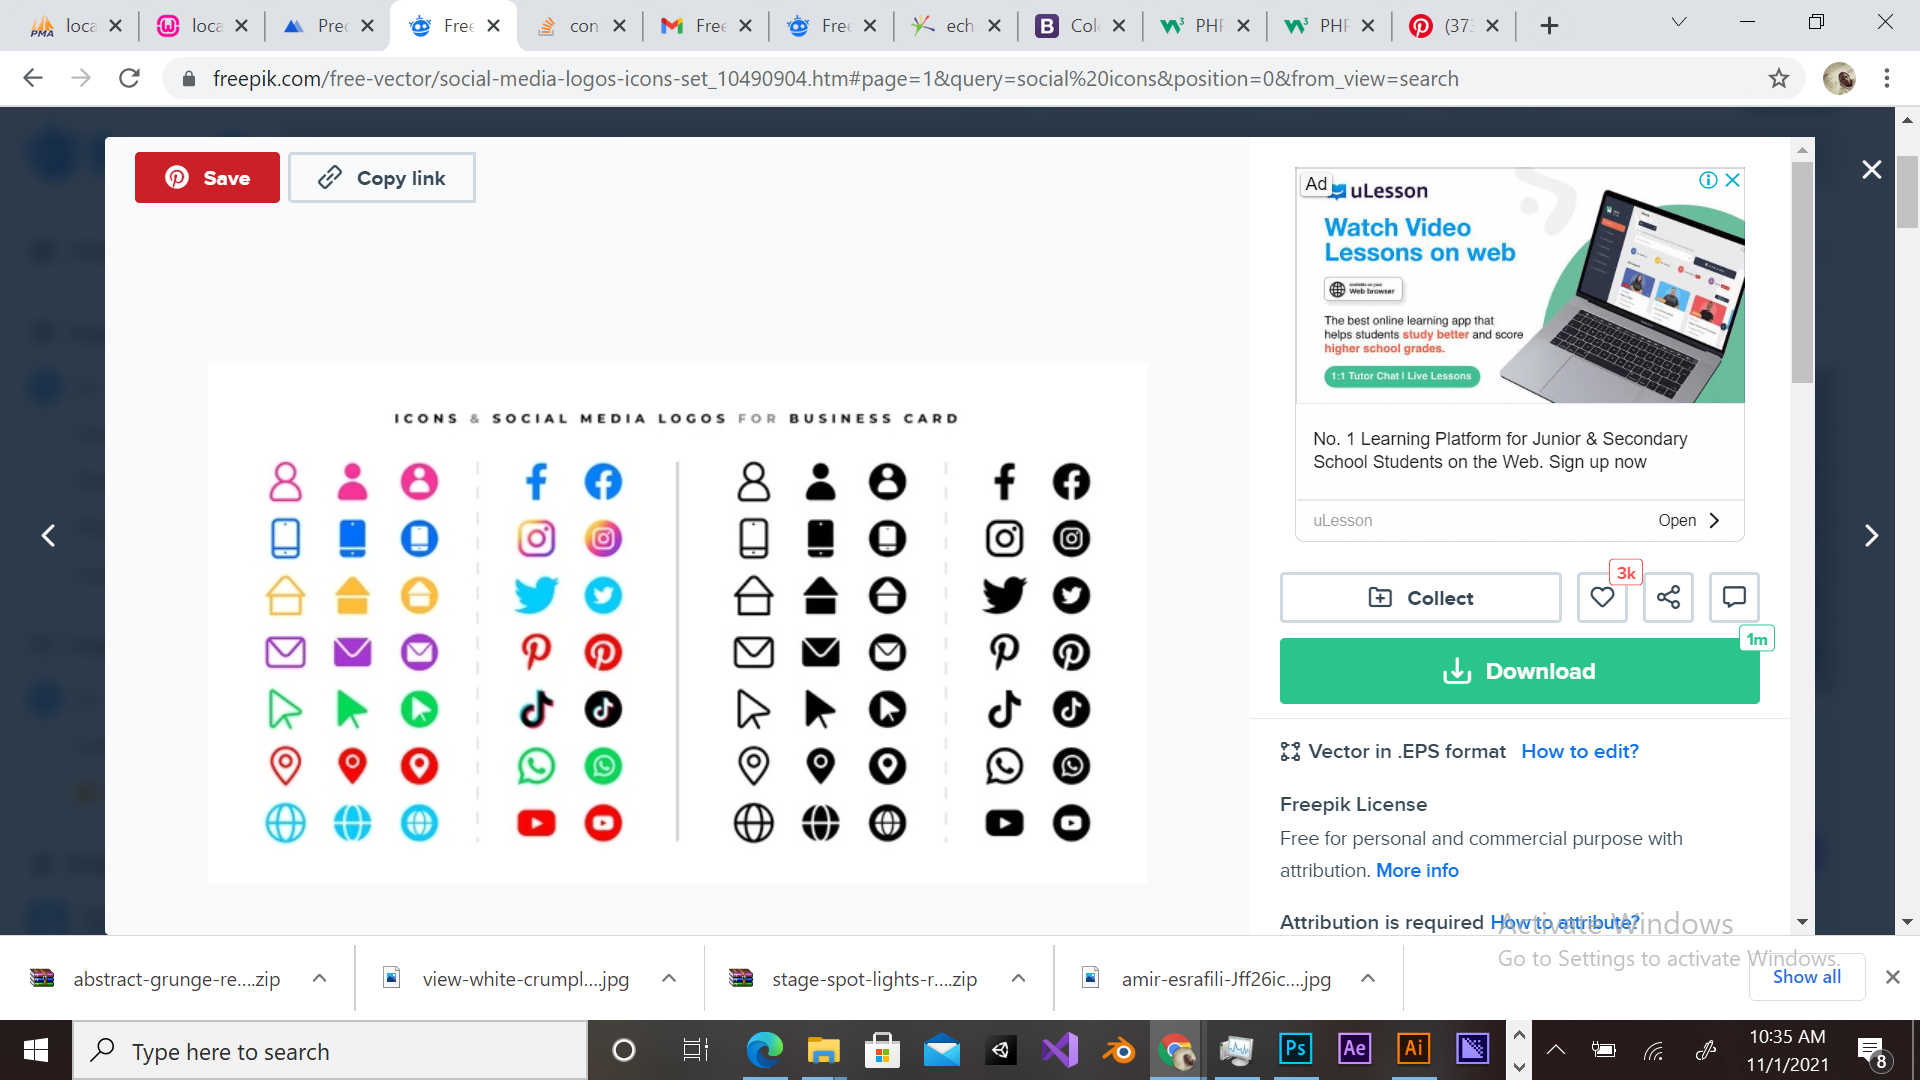 loca
loca
Prec
Free
con
Free
Free
ech
Col
PHP
PHP
(373
freepik.com/free-vector/social-media-logos-icons-set_10490904.htm#page=1&query=social%20icons&position=0&from_view=search
Save
Copy link
ICONS & SOCIAL MEDIA LOGOS FOR BUSINESS CARD
Ad
uLesson
Watch Video
Lessons on web
Available on your
Web browser
The best online learning app that
helps students study better and score
higher school grades.
1:1 Tutor Chat I Live Lessons
No. 1 Learning Platform for Junior & Secondary
School Students on the Web. Sign up now
uLesson
Open
3k
Collect
1m
Download
Vector in .EPS format How to edit?
Freepik License
Free for personal and commercial purpose with
attribution. More info
Attribution is required How to attribute?
Activate Windows
Go to Settings to activate Windows.
abstract-grunge-re....zip
view-white-crumpl....jpg
stage-spot-lights-r....zip
amir-esrafili-Jff26ic....jpg
Show all
Type here to search
Ps
Ae
Ai
10:35 AM
11/1/2021
8